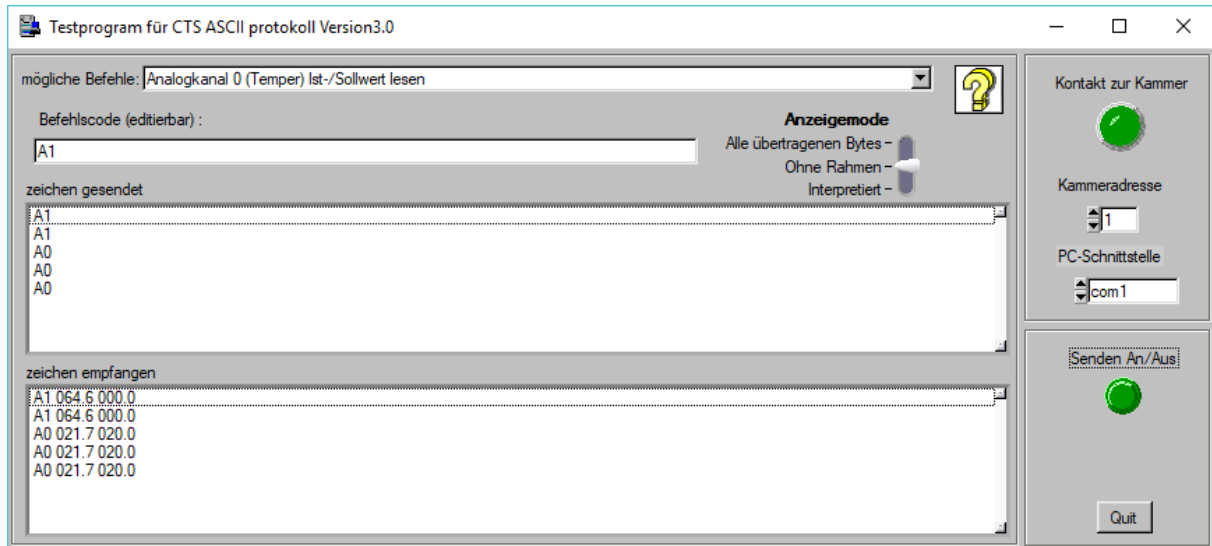 Testprogram für CTS ASCII protokoll Version3.0
mögliche Befehle: Analogkanal 0 (Temper) Ist-/Sollwert lesen
Befehlscode (editierbar) :
A1
Anzeigemode
Alle übertragenen Bytes
Ohne Rahmen
Interpretiert
zeichen gesendet
A1
A1
A0
A0
A0
zeichen empfangen
A1 064.6 000.0
A1 064.6 000.0
A0 021.7 020.0
A0 021.7 020.0
A0 021.7 020.0
Kontakt zur Kammer
Kammeradresse
1
PC-Schnittstelle
com1
Senden An/Aus
Quit